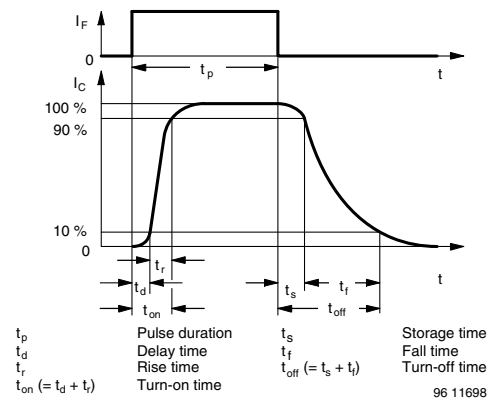 I_F
0
t_p
t
I_C
100 %
90 %
10 %
0
t_r
t_d
t_on
t_s
t_f
t_off
t
t_p Pulse duration
t_d Delay time
t_r Rise time
t_on (= t_d + t_r) Turn-on time
t_s Storage time
t_f Fall time
t_off (= t_s + t_f) Turn-off time
96 11698